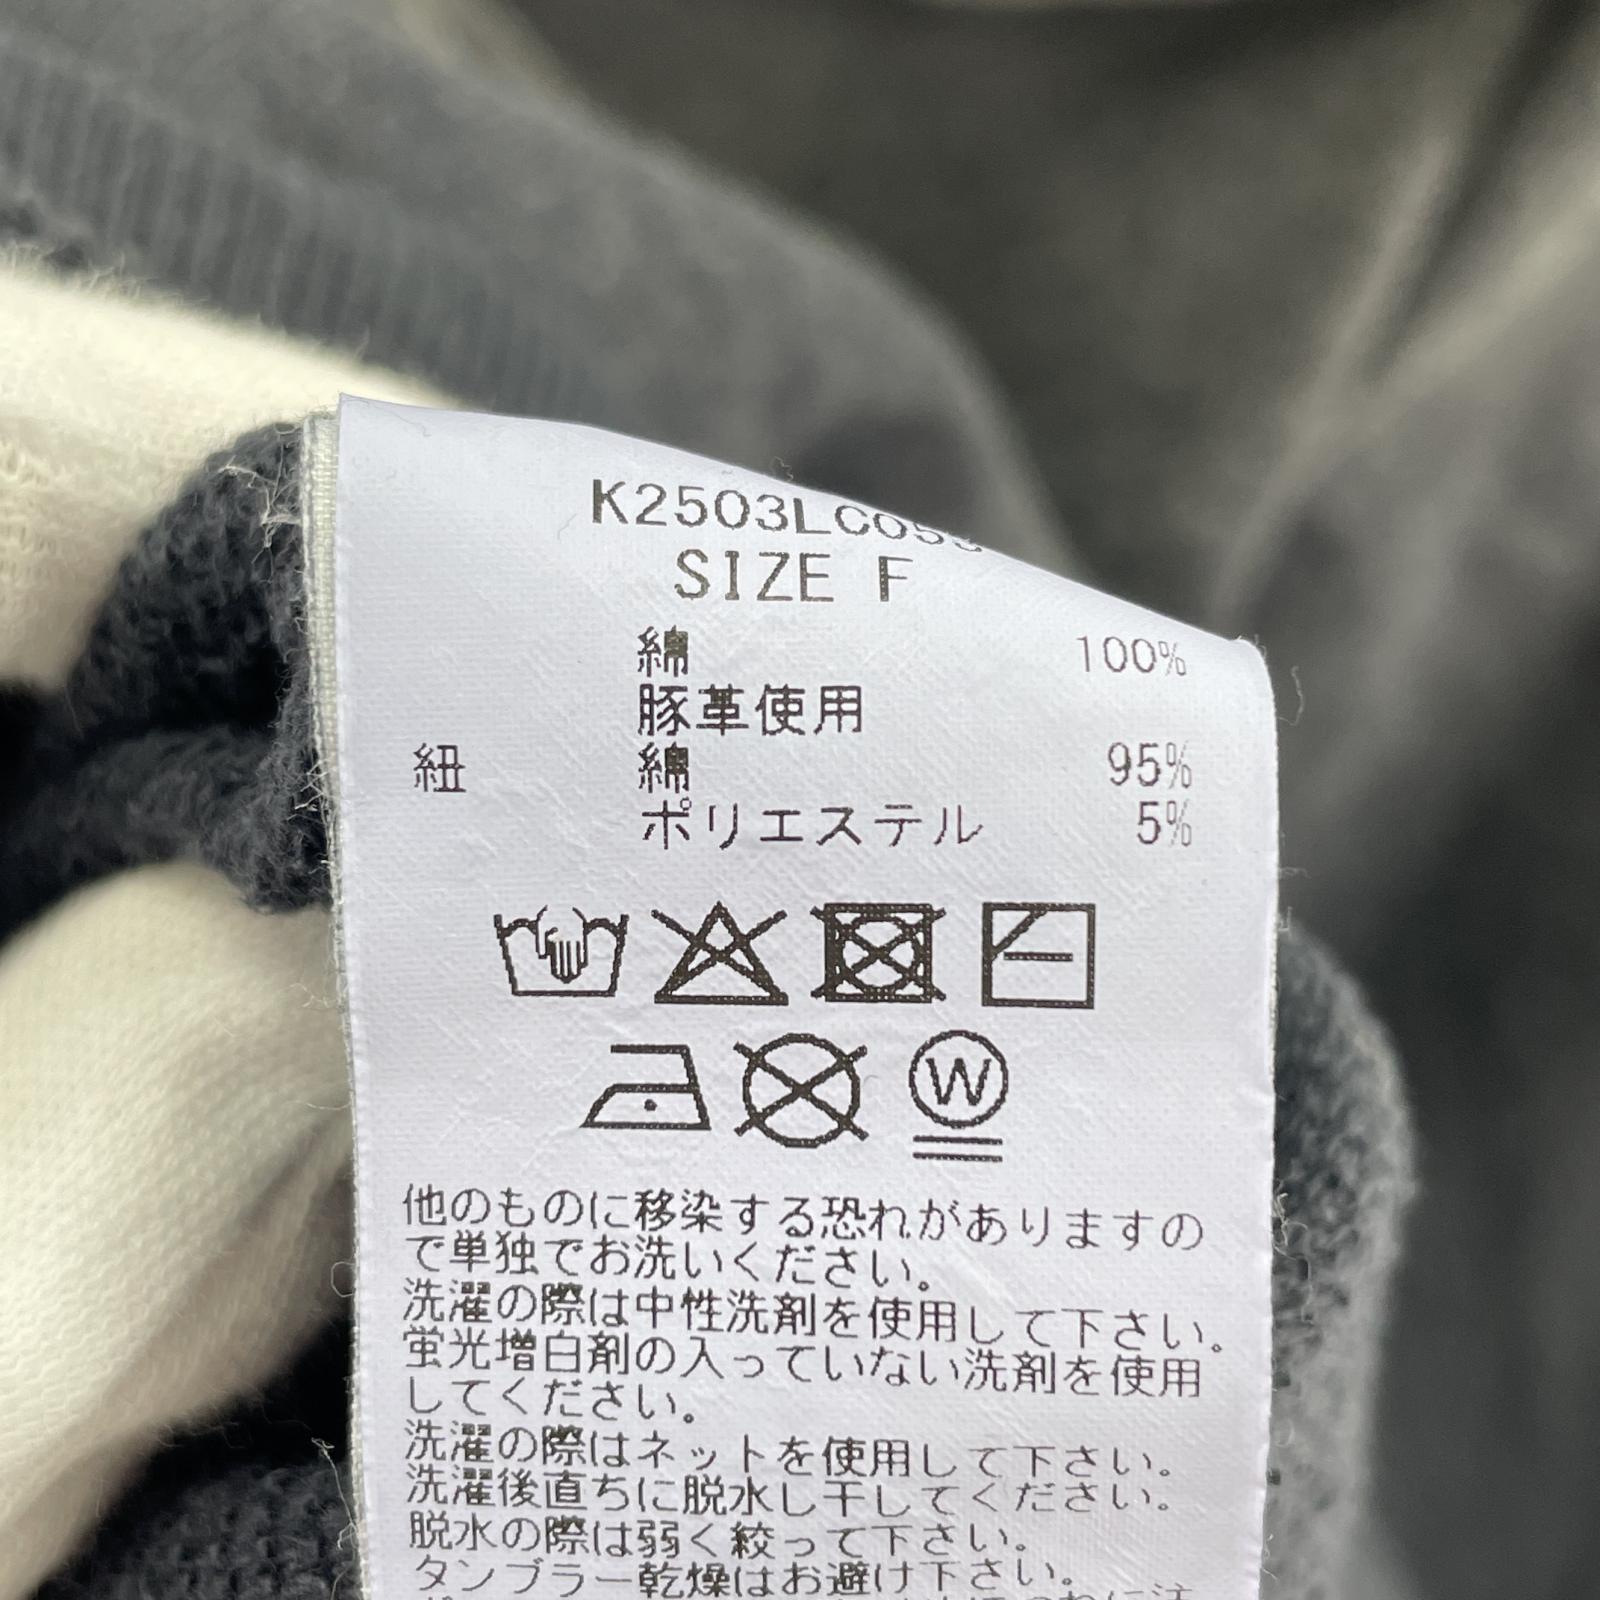 K2503LC05
SIZE F
綿 100%
豚革使用
紐 綿 95%
ポリエステル 5%
W
他のものに移染する恐れがありますの
で単独でお洗いください。
洗濯の際は中性洗剤を使用して下さい。
蛍光増白剤の入っていない洗剤を使用
してください。
洗濯の際はネットを使用して下さい。
洗濯後直ちに脱水し干してください。
脱水の際は弱く絞って下さい。
タンブラー乾燥はお避け下さい。